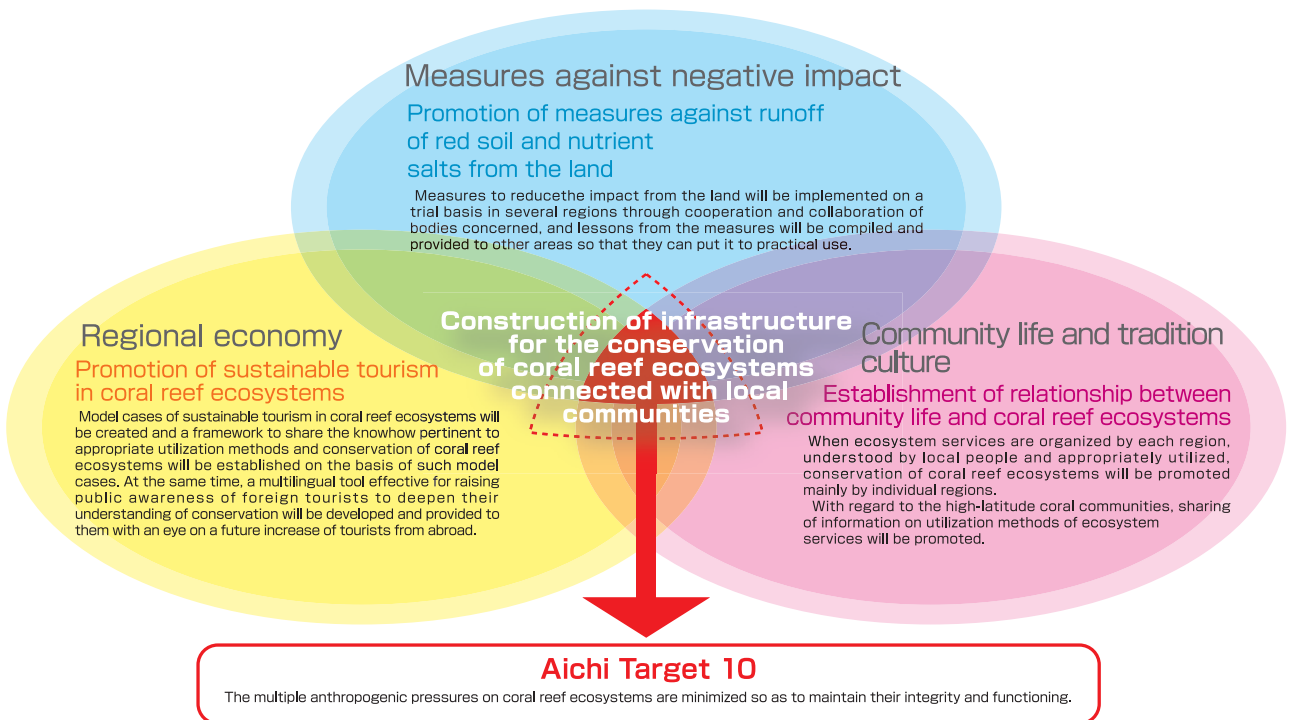 Measures against negative impact
Promotion of measures against runoff
of red soil and nutrient
salts from the land
Measures to reducethe impact from the land will be implemented on a
trial basis in several regions through cooperation and collaboration of
bodies concerned, and lessons from the measures will be compiled and
provided to other areas so that they can put it to practical use.
Regional economy
Promotion of sustainable tourism
in coral reef ecosystems
Model cases of sustainable tourism in coral reef ecosystems will
be created and a framework to share the knowhow pertinent to
appropriate utilization methods and conservation of coral reef
ecosystems will be established on the basis of such model
cases. At the same time, a multilingual tool effective for raising
public awareness of foreign tourists to deepen their
understanding of conservation will be developed and provided to
them with an eye on a future increase of tourists from abroad.
Construction of infrastructure
for the conservation
of coral reef ecosystems
connected with local
communities
Community life and tradition
culture
Establishment of relationship between
community life and coral reef ecosystems
When ecosystem services are organized by each region,
understood by local people and appropriately utilized,
conservation of coral reef ecosystems will be promoted
mainly by individual regions.
With regard to the high-latitude coral communities, sharing
of information on utilization methods of ecosystem
services will be promoted.
Aichi Target 10
The multiple anthropogenic pressures on coral reef ecosystems are minimized so as to maintain their integrity and functioning.